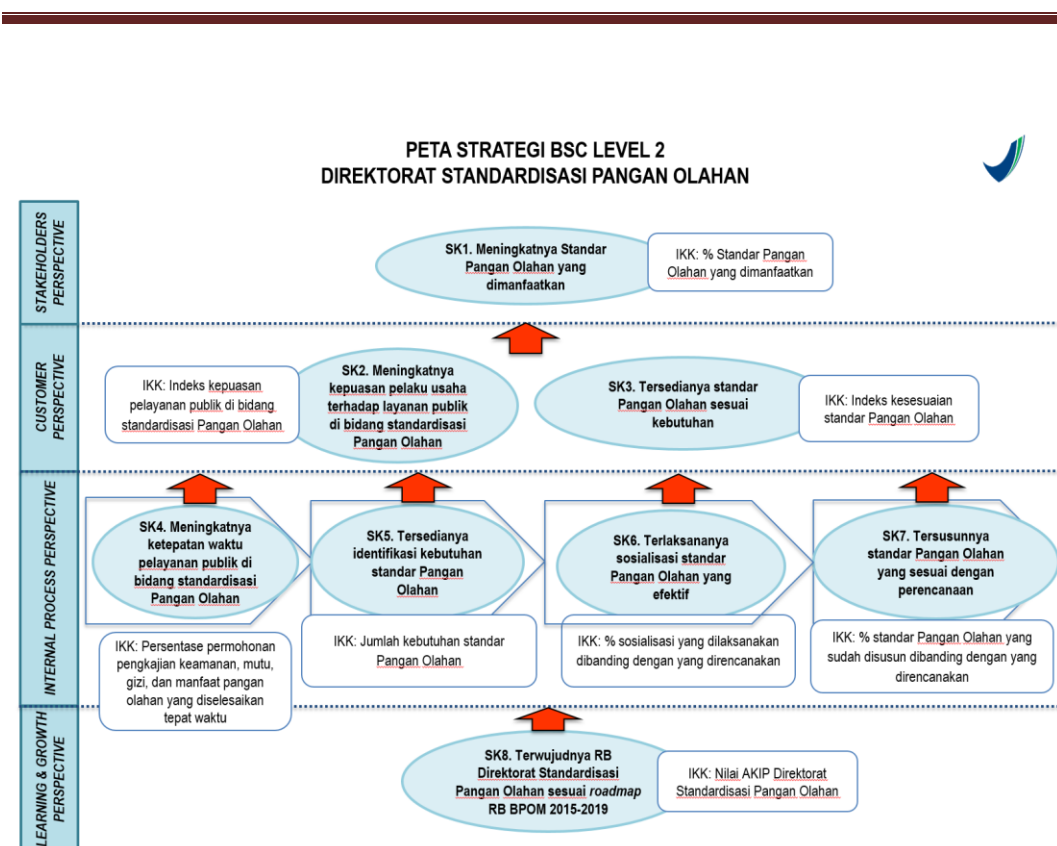 PETA STRATEGI BSC LEVEL 2
DIREKTORAT STANDARDISASI PANGAN OLAHAN
STAKEHOLDERS
PERSPECTIVE
SK1. Meningkatnya Standar
Pangan Olahan yang
dimanfaatkan
IKK: % Standar Pangan
Olahan yang dimanfaatkan
CUSTOMER
PERSPECTIVE
IKK: Indeks kepuasan
pelayanan publik di bidang
standardisasi Pangan Olahan
SK2. Meningkatnya
kepuasan pelaku usaha
terhadap layanan publik
di bidang standardisasi
Pangan Olahan
SK3. Tersedianya standar
Pangan Olahan sesuai
kebutuhan
IKK: Indeks kesesuaian
standar Pangan Olahan
INTERNAL PROCESS PERSPECTIVE
SK4. Meningkatnya
ketepatan waktu
pelayanan publik di
bidang standardisasi
Pangan Olahan
IKK: Persentase permohonan
pengkajian keamanan, mutu,
gizi, dan manfaat pangan
olahan yang diselesaikan
tepat waktu
SK5. Tersedianya
identifikasi kebutuhan
standar Pangan
Olahan
IKK: Jumlah kebutuhan standar
Pangan Olahan
SK6. Terlaksananya
sosialisasi standar
Pangan Olahan yang
efektif
IKK: % sosialisasi yang dilaksanakan
dibanding dengan yang direncanakan
SK7. Tersusunnya
standar Pangan Olahan
yang sesuai dengan
perencanaan
IKK: % standar Pangan Olahan yang
sudah disusun dibanding dengan yang
direncanakan
LEARNING & GROWTH
PERSPECTIVE
SK8. Terwujudnya RB
Direktorat Standardisasi
Pangan Olahan sesuai roadmap
RB BPOM 2015-2019
IKK: Nilai AKIP Direktorat
Standardisasi Pangan Olahan